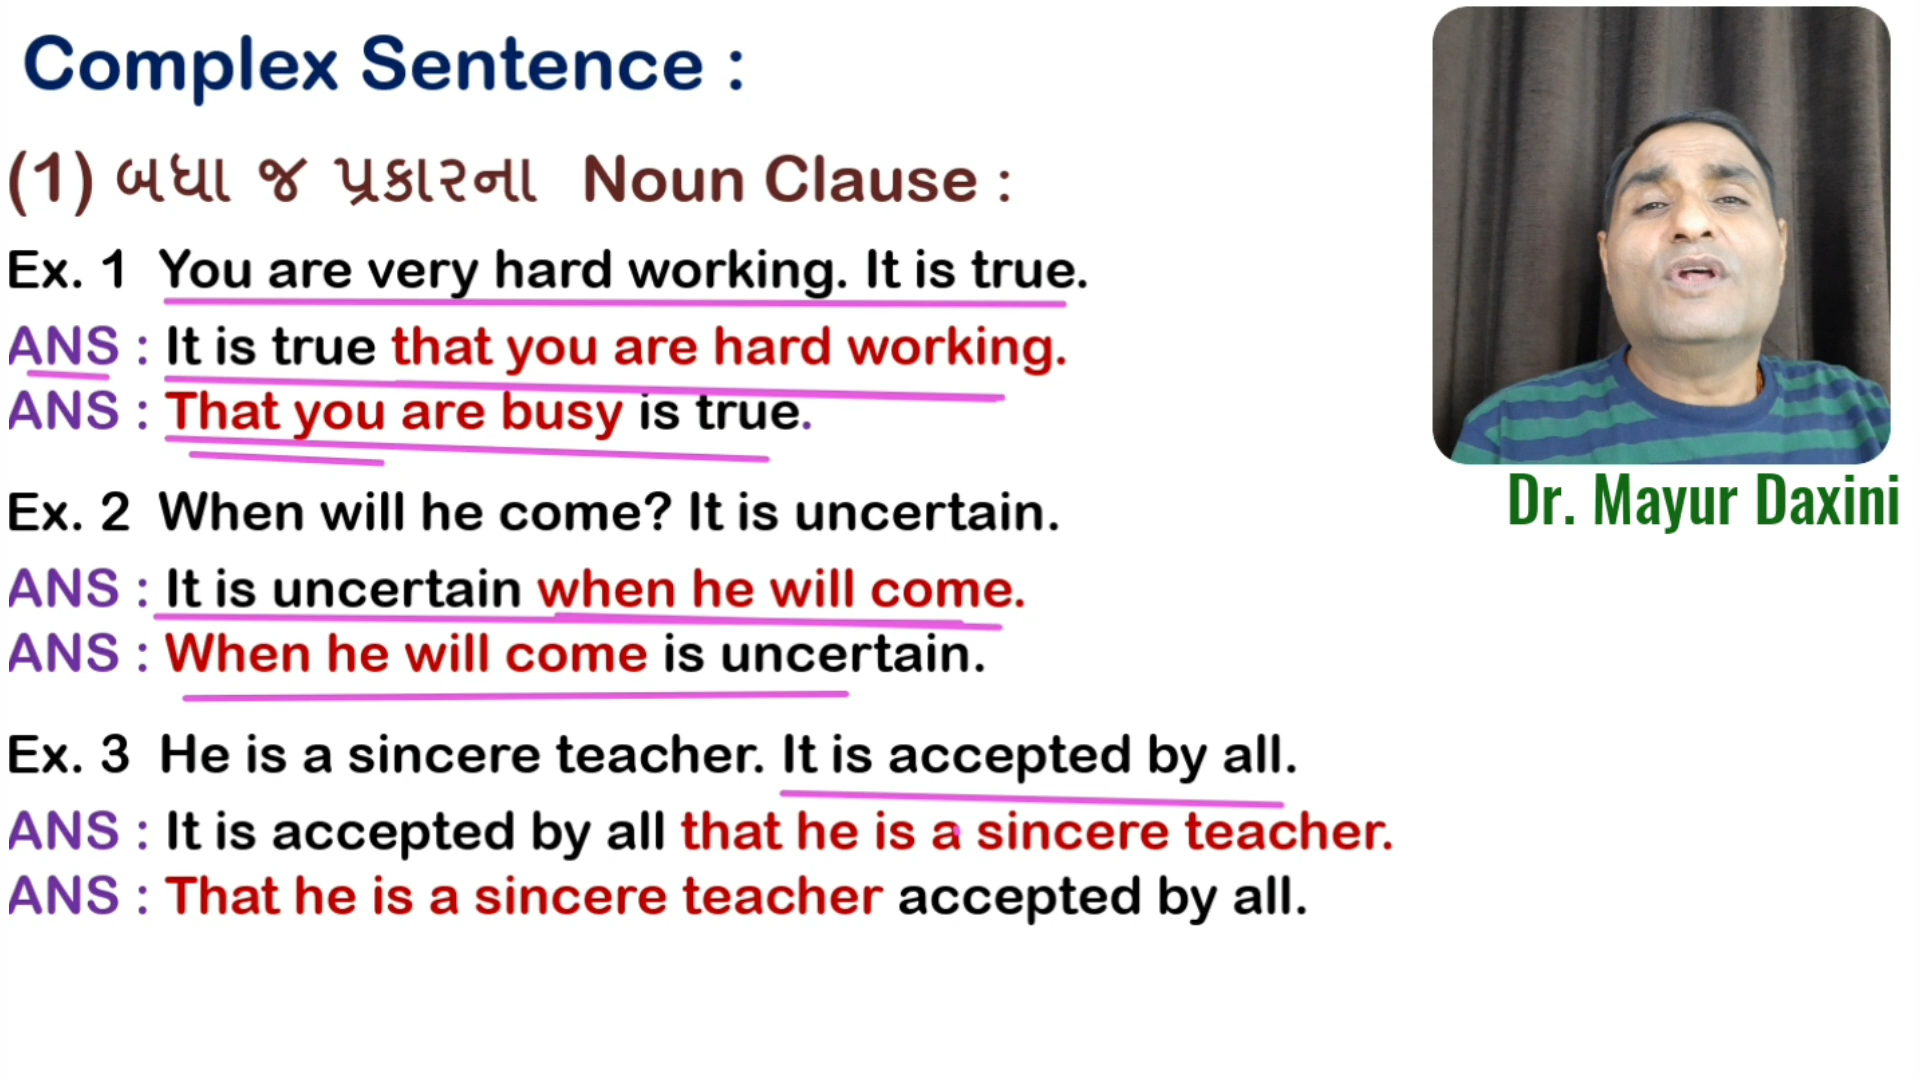 Complex Sentence :
(1) બધા જ પ્રકારના Noun Clause :
Ex. 1 You are very hard working. It is true.
ANS : It is true that you are hard working.
ANS : That you are busy is true.
Ex. 2 When will he come? It is uncertain.
ANS : It is uncertain when he will come.
ANS : When he will come is uncertain.
Ex. 3 He is a sincere teacher. It is accepted by all.
ANS : It is accepted by all that he is a sincere teacher.
ANS : That he is a sincere teacher accepted by all.
Dr. Mayur Daxini